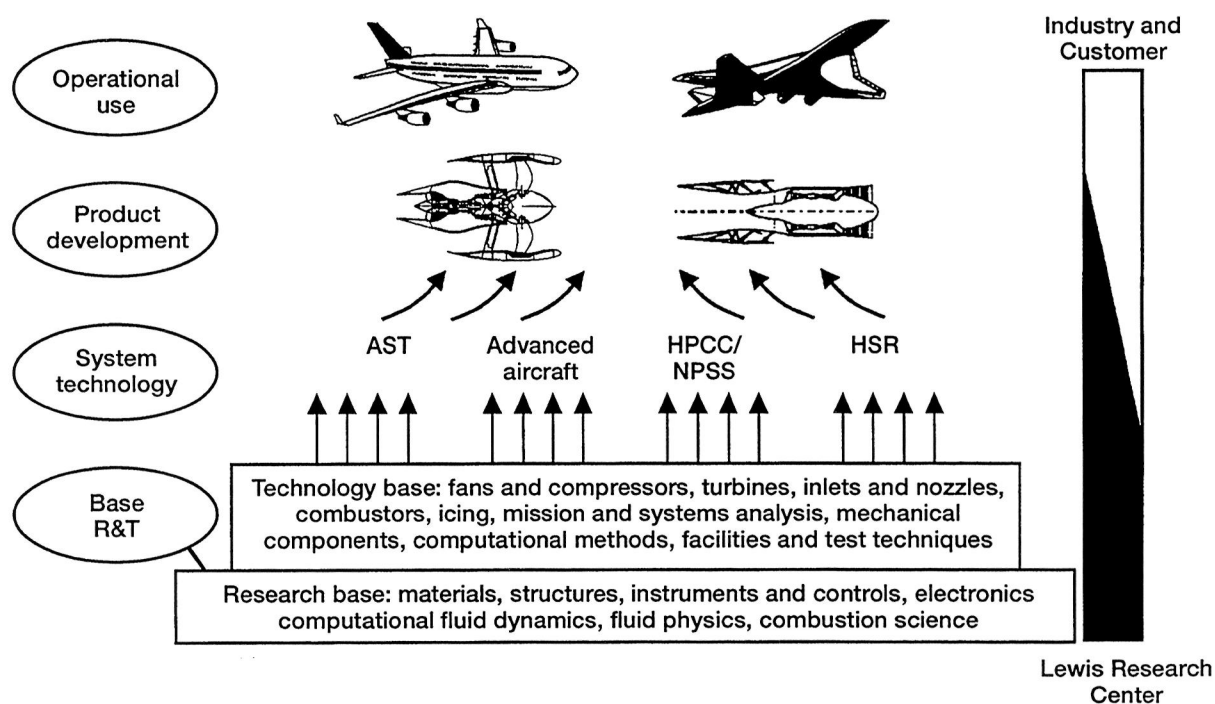 Industry and
Customer
Operational
use
Product
development
System
technology
AST
Advanced
aircraft
HPCC/
NPSS
HSR
Base
R&T
Technology base: fans and compressors, turbines, inlets and nozzles,
combustors, icing, mission and systems analysis, mechanical
components, computational methods, facilities and test techniques
Research base: materials, structures, instruments and controls, electronics
computational fluid dynamics, fluid physics, combustion science
Lewis Research
Center